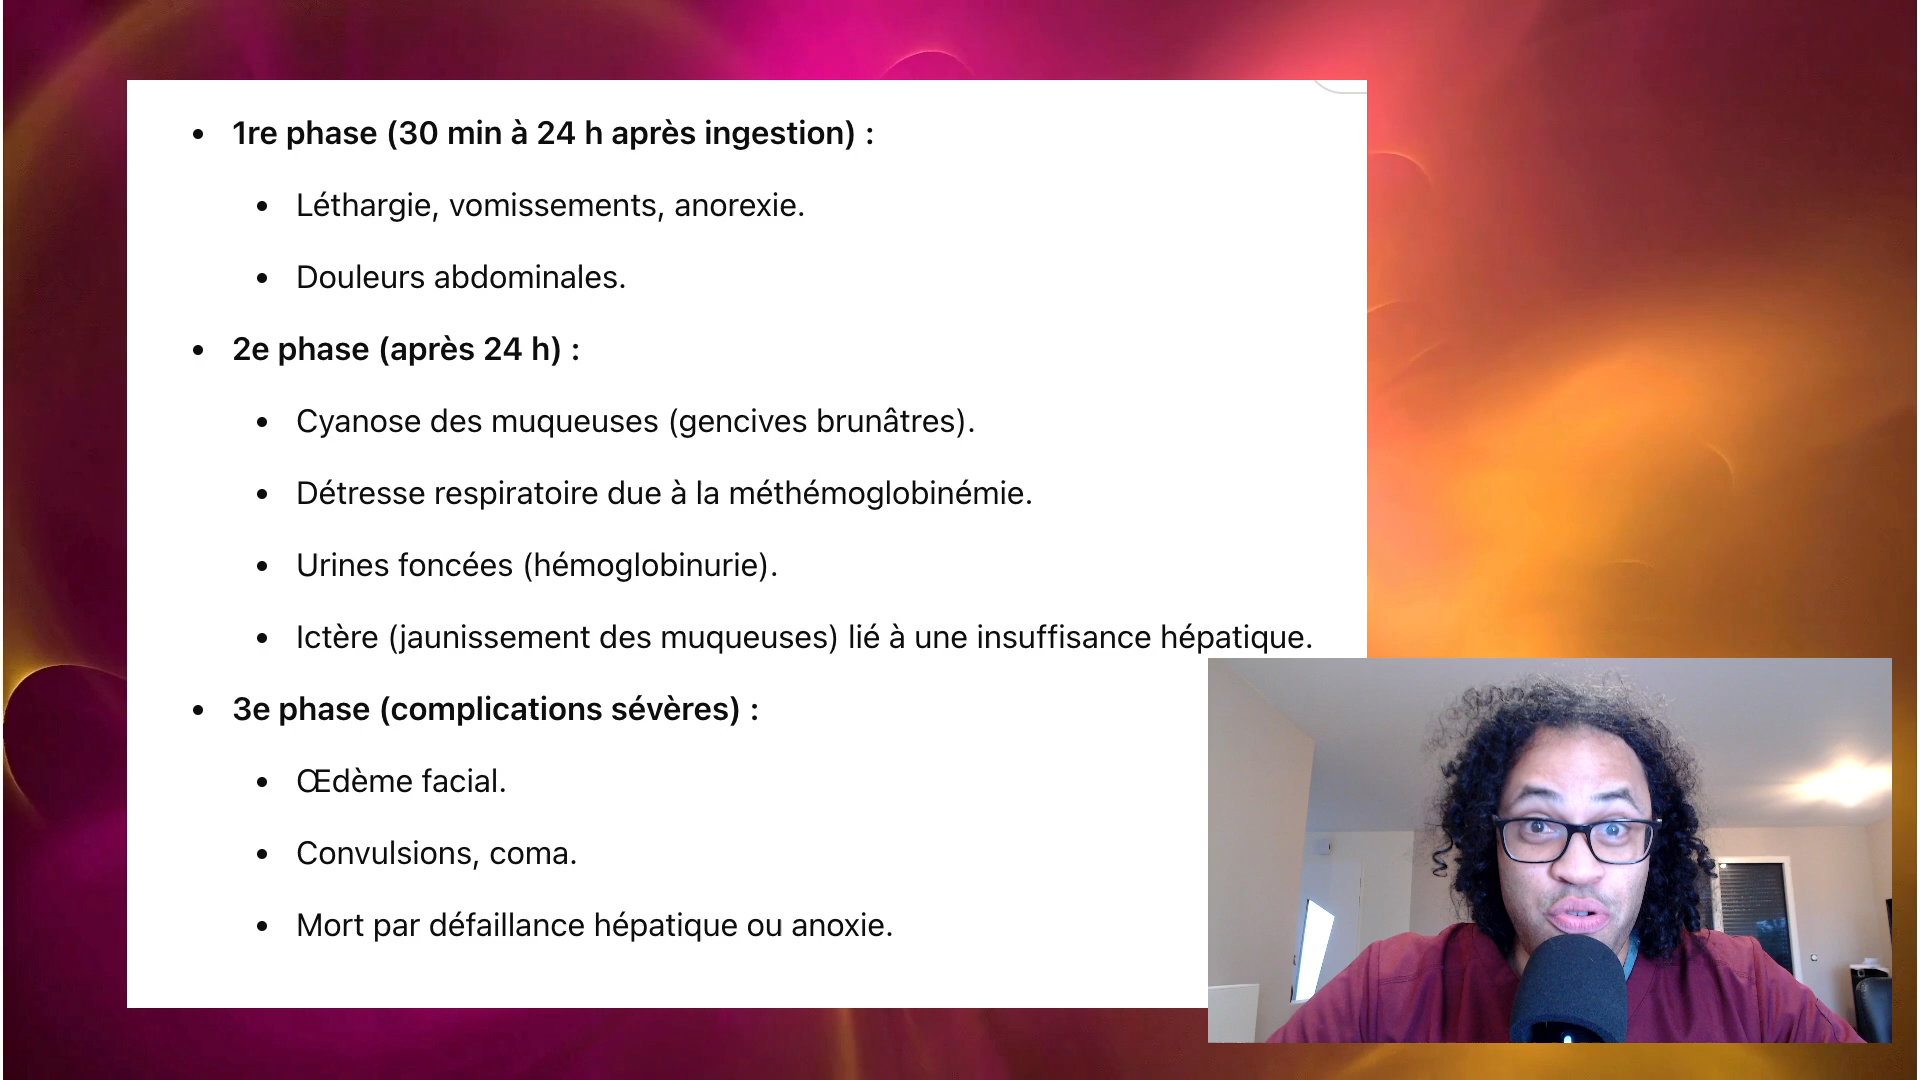 1re phase (30 min à 24 h après ingestion) :
Léthargie, vomissements, anorexie.
Douleurs abdominales.
2e phase (après 24 h) :
Cyanose des muqueuses (gencives brunâtres).
Détresse respiratoire due à la méthémoglobinémie.
Urines foncées (hémoglobinurie).
Ictère (jaunissement des muqueuses) lié à une insuffisance hépatique.
3e phase (complications sévères) :
Œdème facial.
Convulsions, coma.
Mort par défaillance hépatique ou anoxie.